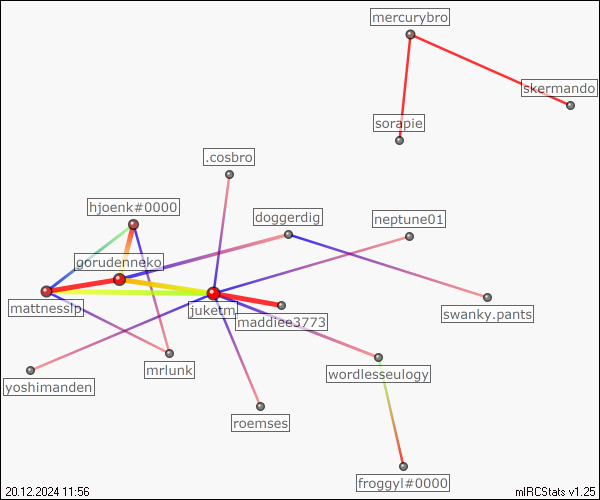 mercurybro
skermando
sorapie
.cosbro
hjoenk#0000
doggerdig
neptune01
gorudenneko
mattnesslp
juketm
swanky.pants
maddiee3773
mrlunk
wordlesseulogy
yoshimanden
roemses
froggyl#0000
20.12.2024 11:56
mIRCStats v1.25